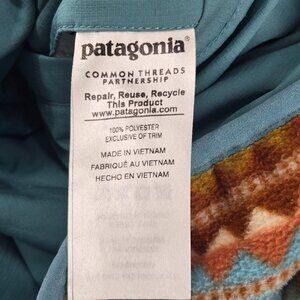 patagonia®
COMMON THREADS
PARTNERSHIP
Repair, Reuse, Recycle
This Product
www.patagonia.com
100% POLYESTER
EXCLUSIVE OF TRIM
MADE IN VIETNAM
FABRIQUÉ AU VIETNAM
HECHO EN VIETNAM